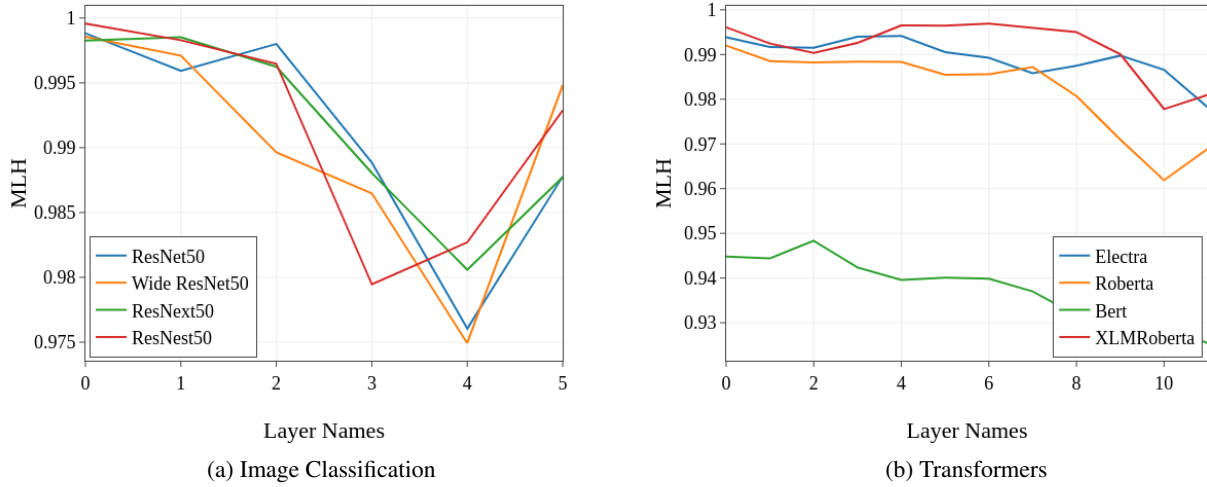 1
0.995
0.99
0.985
0.98
0.975
MLH
ResNet50
Wide ResNet50
ResNext50
ResNest50
0 1 2 3 4 5
Layer Names
(a) Image Classification
1
0.99
0.98
0.97
0.96
0.95
0.94
0.93
MLH
Electra
Roberta
Bert
XLMRoberta
0 2 4 6 8 10
Layer Names
(b) Transformers